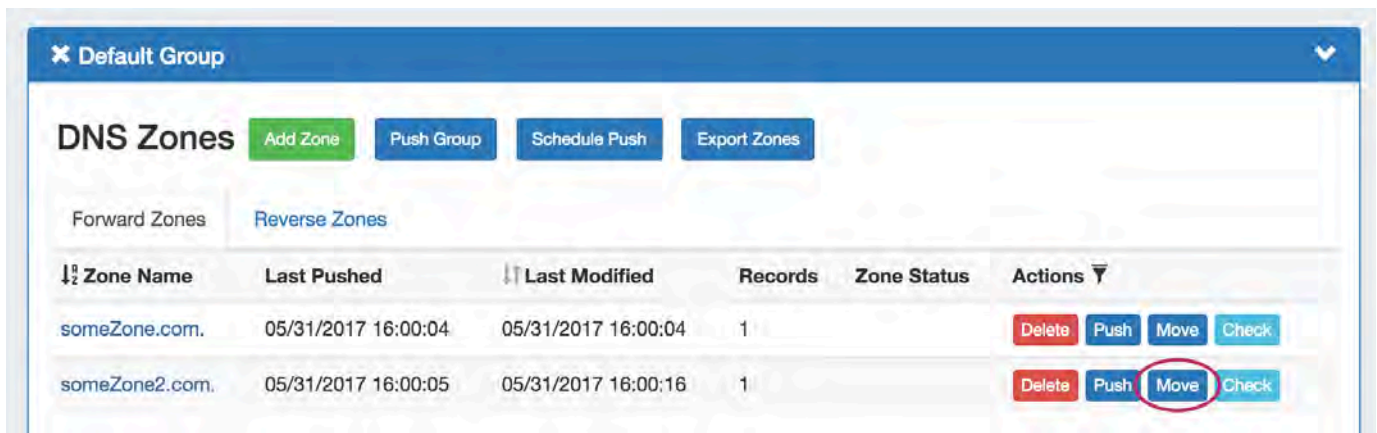 Default Group
DNS Zones Add Zone Push Group Schedule Push Export Zones
Forward Zones Reverse Zones
Zone Name Last Pushed Last Modified Records Zone Status Actions
someZone.com. 05/31/2017 16:00:04 05/31/2017 16:00:04 1 Delete Push Move Check
someZone2.com. 05/31/2017 16:00:05 05/31/2017 16:00:16 1 Delete Push Move Check